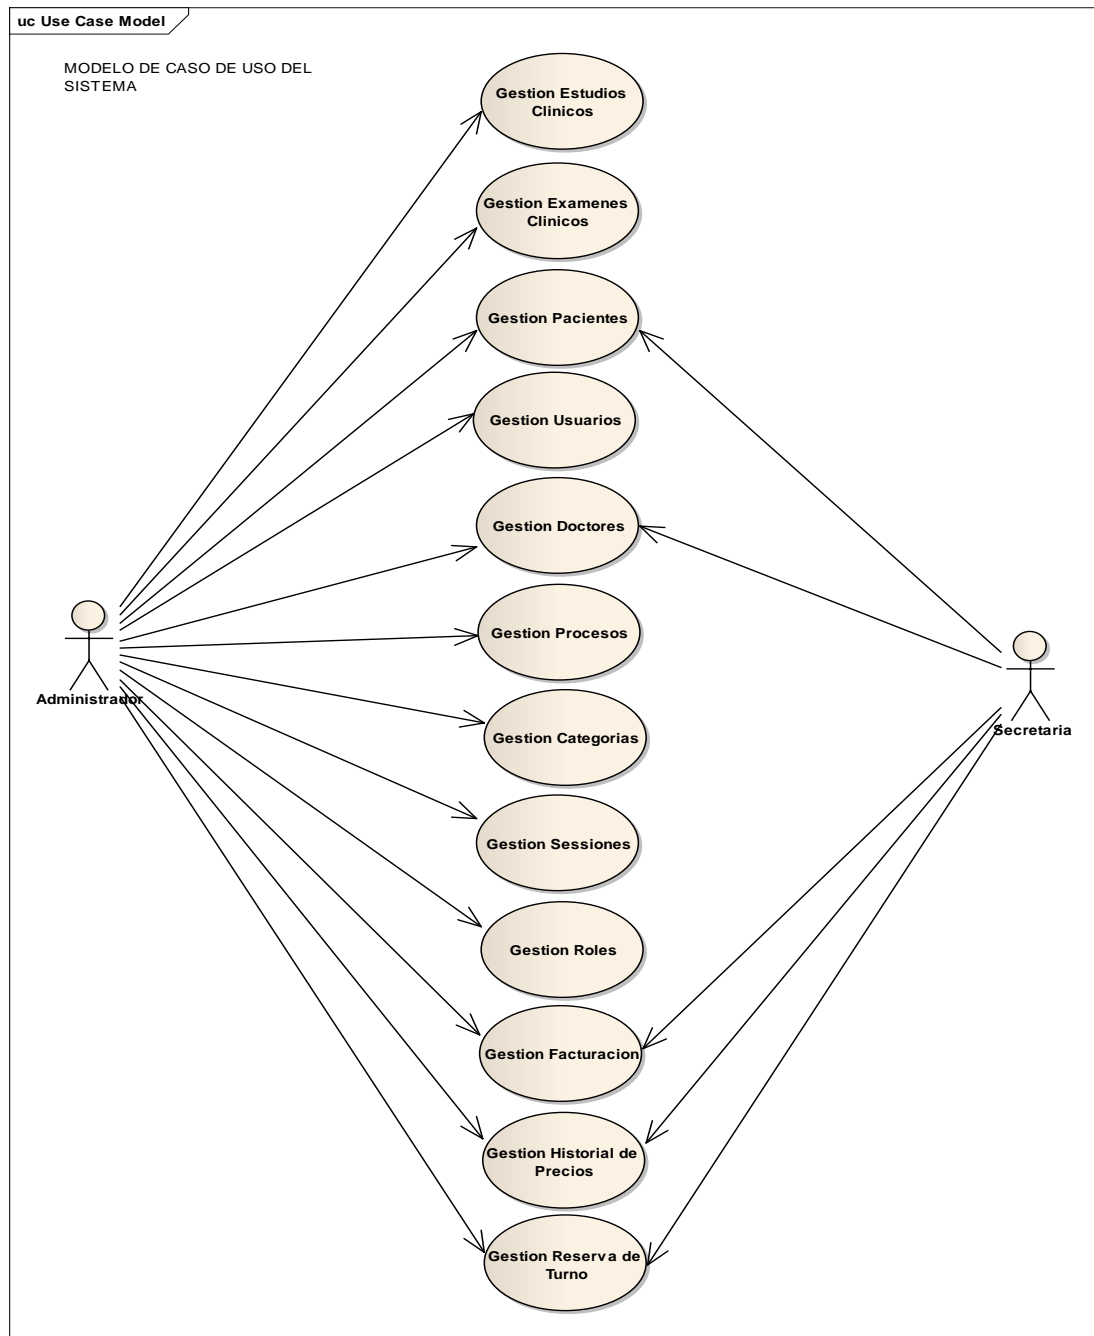 uc Use Case Model
MODELO DE CASO DE USO DEL
SISTEMA
Gestion Estudios
Clinicos
Gestion Examenes
Clinicos
Gestion Pacientes
Gestion Usuarios
Gestion Doctores
Gestion Procesos
Administrador
Secretaria
Gestion Categorias
Gestion Sessiones
Gestion Roles
Gestion Facturacion
Gestion Historial de
Precios
Gestion Reserva de
Turno